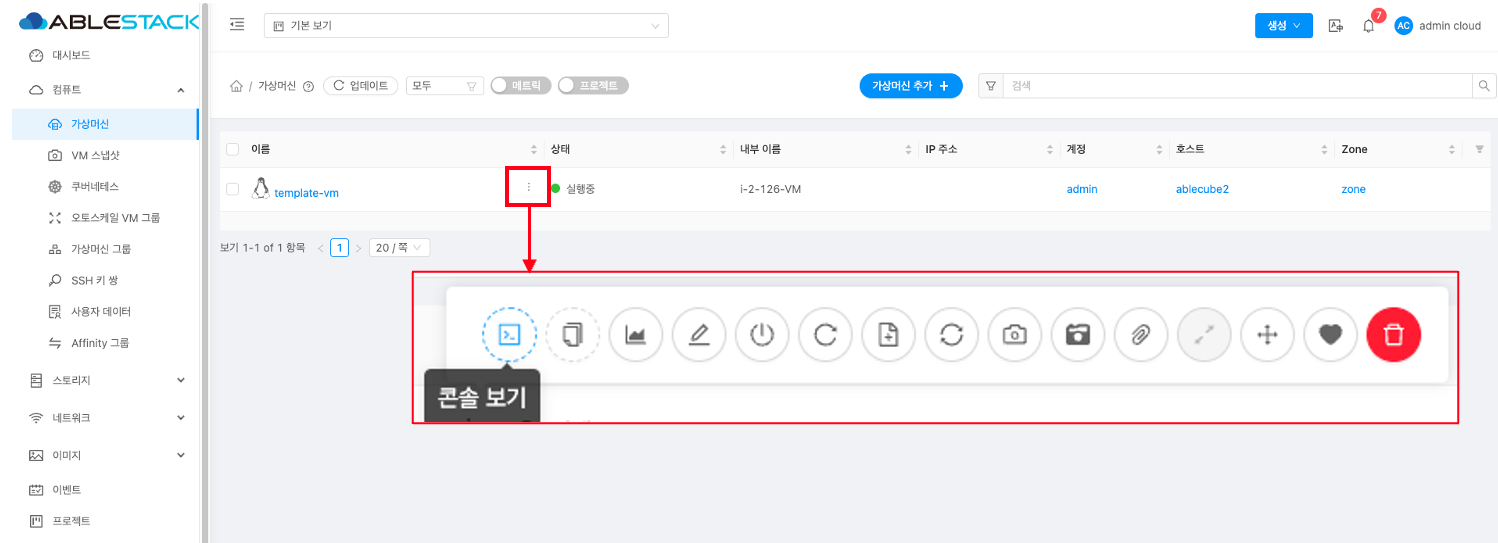 ABLESTACK
기본 보기
생성
7
AC
admin cloud
대시보드
컴퓨트
가상머신
VM 스냅샷
쿠버네테스
오토스케일 VM 그룹
가상머신 그룹
SSH 키 쌍
사용자 데이터
Affinity 그룹
스토리지
네트워크
이미지
이벤트
프로젝트
/ 가상머신
업데이트
모두
메트릭
프로젝트
가상머신 추가 +
검색
이름 상태 내부 이름 IP 주소 계정 호스트 Zone
template-vm 실행중 i-2-126-VM admin ablecube2 zone
보기 1-1 of 1 항목 < 1 > 20 / 쪽
콘솔 보기